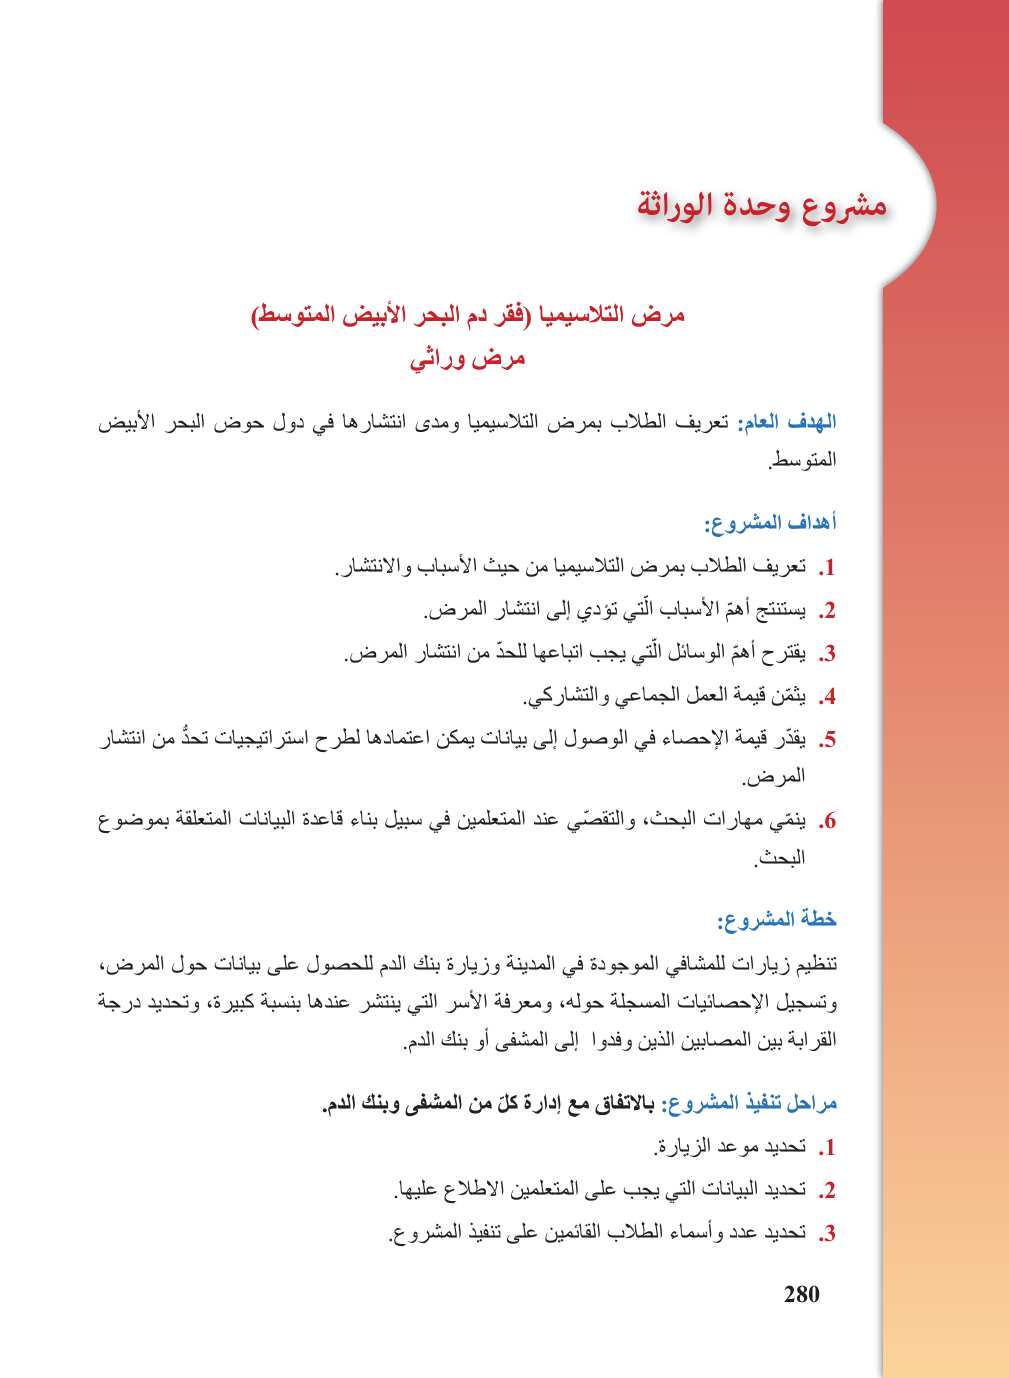 مشروع وحدة الوراثة
مرض التلاسيميا (فقر دم البحر الأبيض المتوسط)
مرض وراثي
الهدف العام: تعريف الطلاب بمرض التلاسيميا ومدى انتشارها في دول حوض البحر الأبيض
المتوسط.
أهداف المشروع:
1. تعريف الطلاب بمرض التلاسيميا من حيث الأسباب والانتشار.
2. يستنتج أهمّ الأسباب الّتي تؤدي إلى انتشار المرض.
3. يقترح أهمّ الوسائل الّتي يجب اتباعها للحدّ من انتشار المرض.
4. يثمّن قيمة العمل الجماعي والتشاركي.
5. يقدّر قيمة الإحصاء في الوصول إلى بيانات يمكن اعتمادها لطرح استراتيجيات تحدُّ من انتشار
المرض.
6. ينمّي مهارات البحث، والتقصّي عند المتعلمين في سبيل بناء قاعدة البيانات المتعلقة بموضوع
البحث.
خطة المشروع:
تنظيم زيارات للمشافي الموجودة في المدينة وزيارة بنك الدم للحصول على بيانات حول المرض،
وتسجيل الإحصائيات المسجلة حوله، ومعرفة الأسر التي ينتشر عندها بنسبة كبيرة، وتحديد درجة
القرابة بين المصابين الذين وفدوا إلى المشفى أو بنك الدم.
مراحل تنفيذ المشروع: بالاتفاق مع إدارة كلّ من المشفى وبنك الدم.
1. تحديد موعد الزيارة.
2. تحديد البيانات التي يجب على المتعلمين الاطلاع عليها.
3. تحديد عدد وأسماء الطلاب القائمين على تنفيذ المشروع.
280